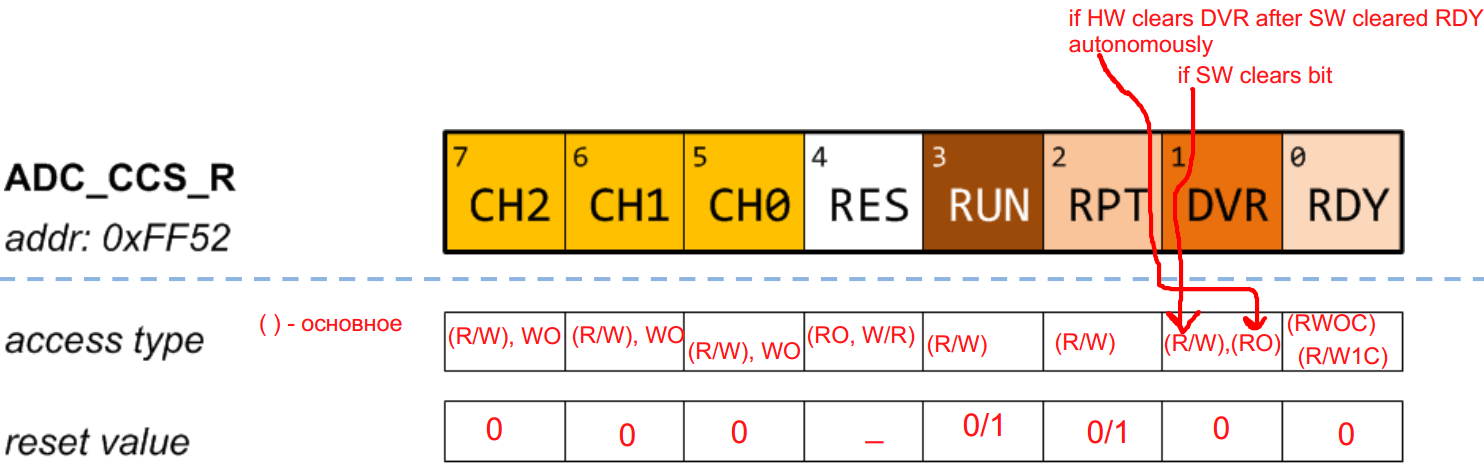 if HW clears DVR after SW cleared RDY
autonomously
if SW clears bit
7 6 5 4 3 2 1 0
ADC_CCS_R
CH2 CH1 CH0 RES RUN RPT DVR RDY
addr: 0xFF52
access type
( ) - основное
(R/W), WO (R/W), WO (R/W), WO (RO, W/R) (R/W) (R/W) (R/W),(RO) (RWOC)
(R/W1C)
reset value 0 0 0 _ 0/1 0/1 0 0